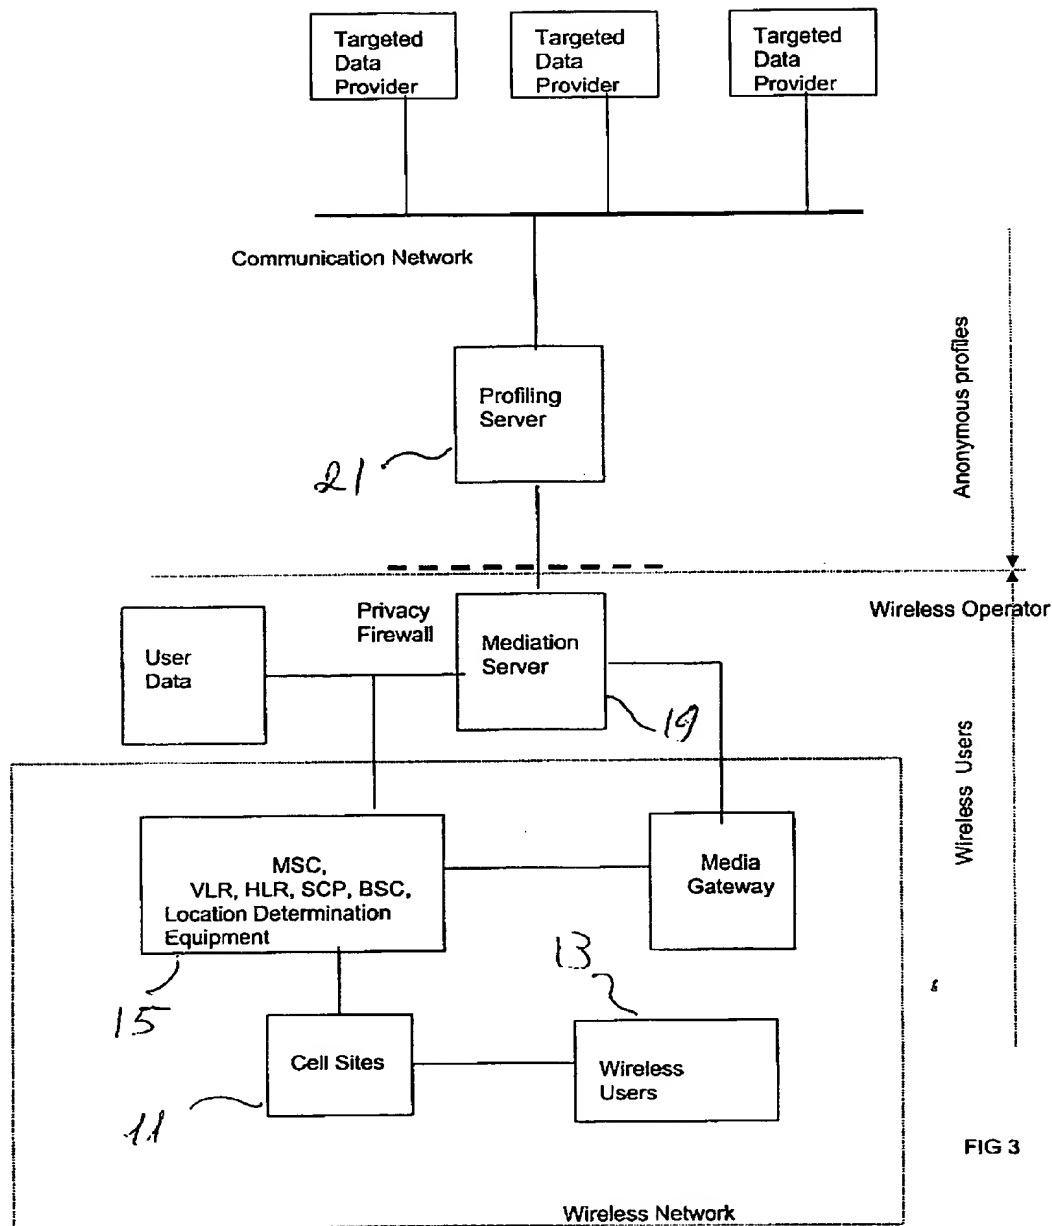 Targeted
Data
Provider
Targeted
Data
Provider
Targeted
Data
Provider
Communication Network
Anonymous profiles
Profiling
Server
21
Privacy
Firewall
Wireless Operator
User
Data
Mediation
Server
19
Wireless Users
MSC,
VLR, HLR, SCP, BSC,
Location Determination
Equipment
Media
Gateway
15
13
Cell Sites
Wireless
Users
11
FIG 3
Wireless Network